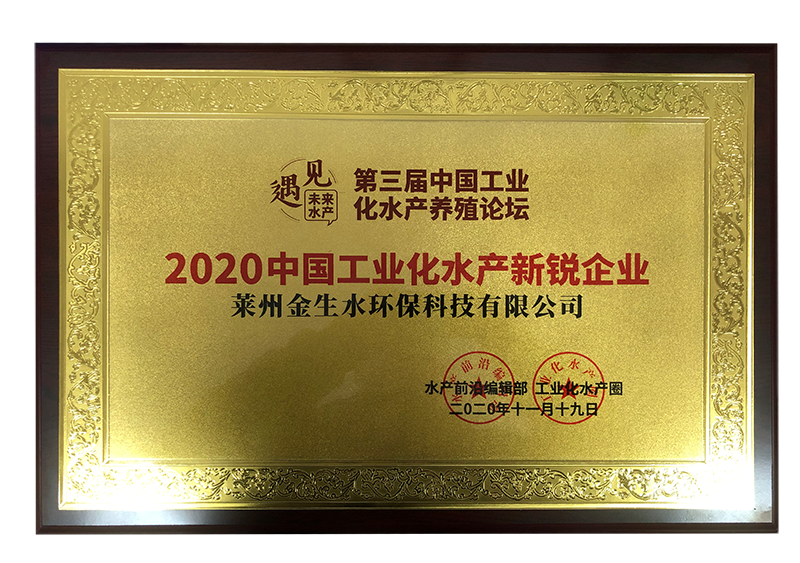 遇见
未来
水产
第三届中国工业
化水产养殖论坛
2020中国工业化水产新锐企业
莱州金生水环保科技有限公司
水产前沿编辑部 工业化水产圈
二〇二〇年十一月十九日